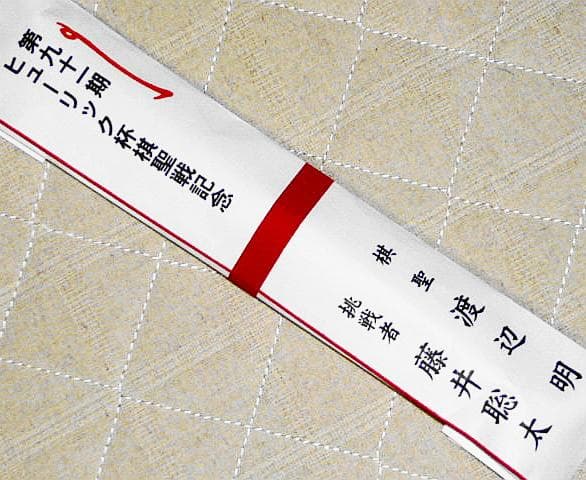 第九十一期
ヒューリック杯棋聖戦記念
棋聖 渡辺明
挑戦者 藤井聡太